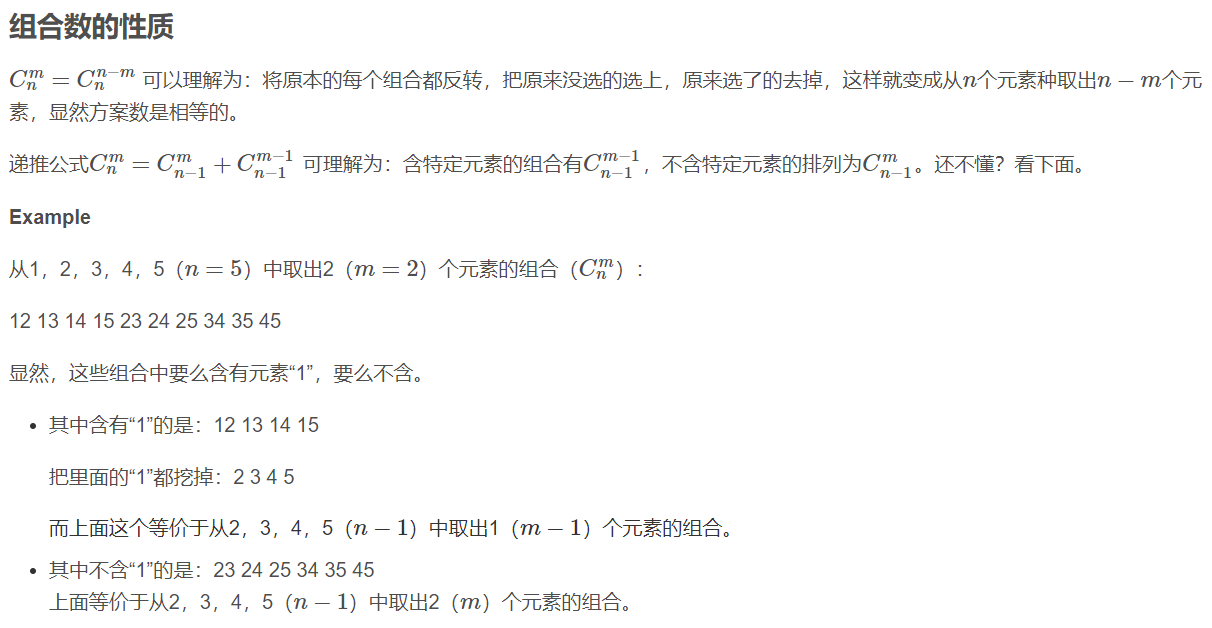 组合数的性质
$C_n^m = C_n^{n-m}$ 可以理解为：将原本的每个组合都反转，把原来没选的选上，原来选了的去掉，这样就变成从$n$个元素种取出$n-m$个元
素，显然方案数是相等的。
递推公式$C_n^m = C_{n-1}^m + C_{n-1}^{m-1}$ 可理解为：含特定元素的组合有$C_{n-1}^{m-1}$，不含特定元素的排列为$C_{n-1}^m$。还不懂？看下面。
Example
从1，2，3，4，5（$n=5$）中取出2（$m=2$）个元素的组合（$C_n^m$）：
12 13 14 15 23 24 25 34 35 45
显然，这些组合中要么含有元素“1”，要么不含。
• 其中含有“1”的是：12 13 14 15
把里面的“1”都挖掉：2 3 4 5
而上面这个等价于从2，3，4，5（$n-1$）中取出1（$m-1$）个元素的组合。
• 其中不含“1”的是：23 24 25 34 35 45
上面等价于从2，3，4，5（$n-1$）中取出2（$m$）个元素的组合。